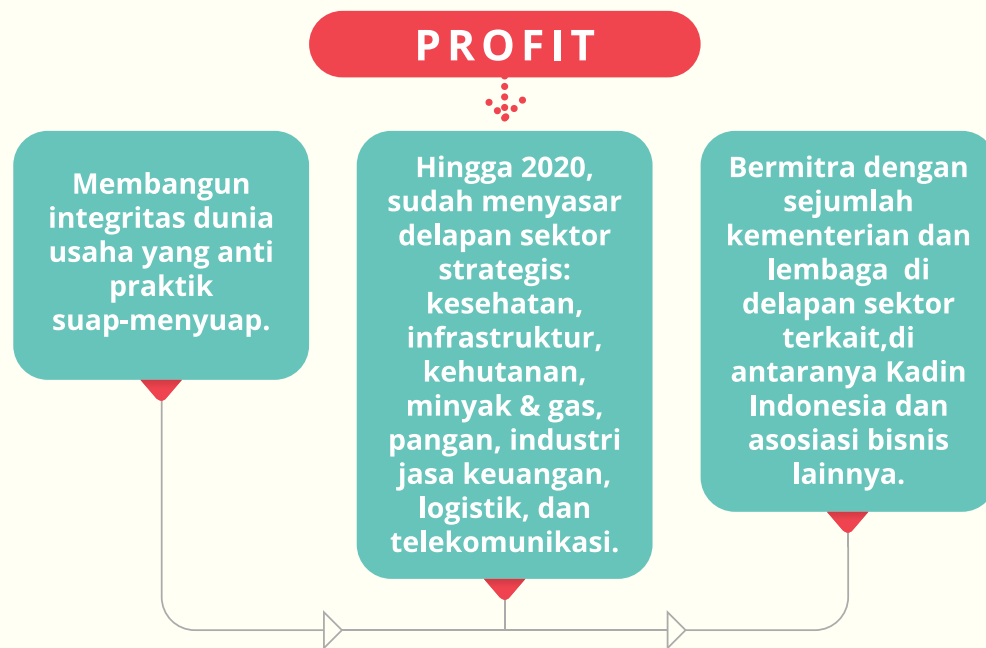 PROFIT
Membangun
integritas dunia
usaha yang anti
praktik
suap-menyuap.
Hingga 2020,
sudah menyasar
delapan sektor
strategis:
kesehatan,
infrastruktur,
kehutanan,
minyak & gas,
pangan, industri
jasa keuangan,
logistik, dan
telekomunikasi.
Bermitra dengan
sejumlah
kementerian dan
lembaga  di
delapan sektor
terkait,di
antaranya Kadin
Indonesia dan
asosiasi bisnis
lainnya.